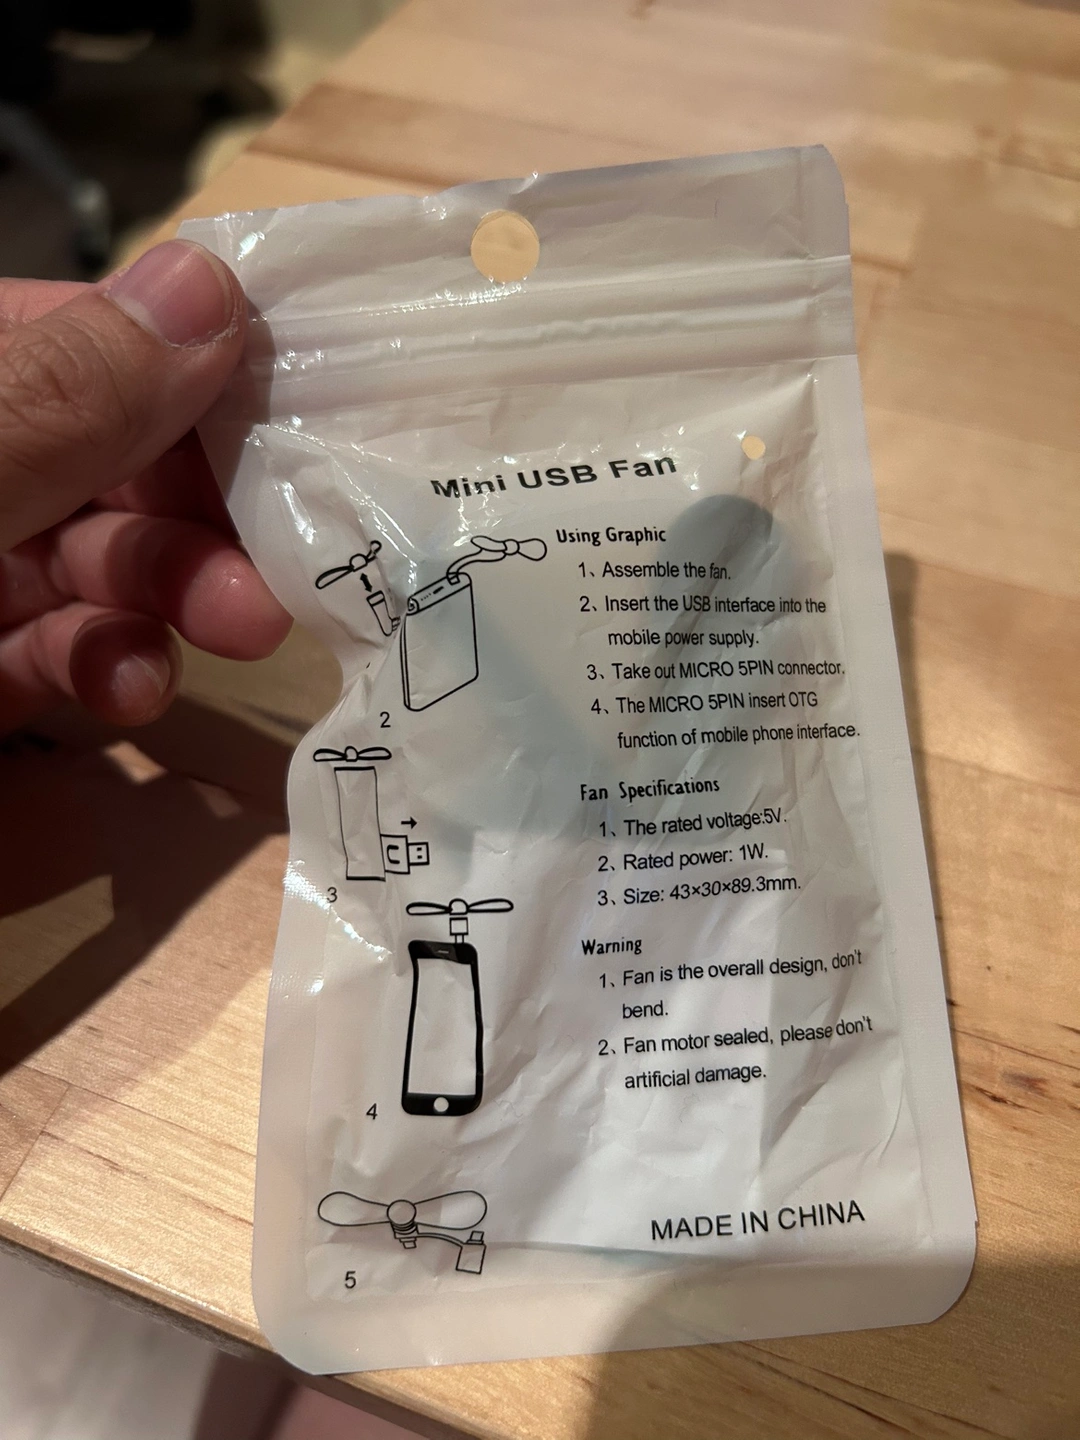 Mini USB Fan
Using Graphic
1、Assemble the fan.
2、Insert the USB interface into the
mobile power supply.
3、Take out MICRO 5PIN connector.
4、The MICRO 5PIN insert OTG
function of mobile phone interface.
Fan Specifications
1、The rated voltage:5V.
2、Rated power: 1W.
3、Size: 43×30×89.3mm.
Warning
1、Fan is the overall design, don't
bend.
2、Fan motor sealed, please don't
artificial damage.
2
3
4
5
MADE IN CHINA